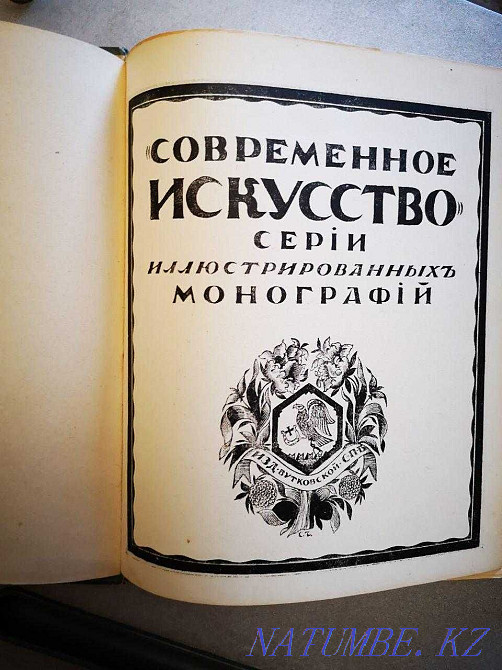 "СОВРЕМЕННОЕ
ИСКУССТВО"
СЕРІИ
ИЛЛЮСТРИРОВАННЫХЪ
МОНОГРАФІЙ
ИЗД·БУТКОВСКОЙ·СПБ
С.Ч.
NATUMBE.KZ